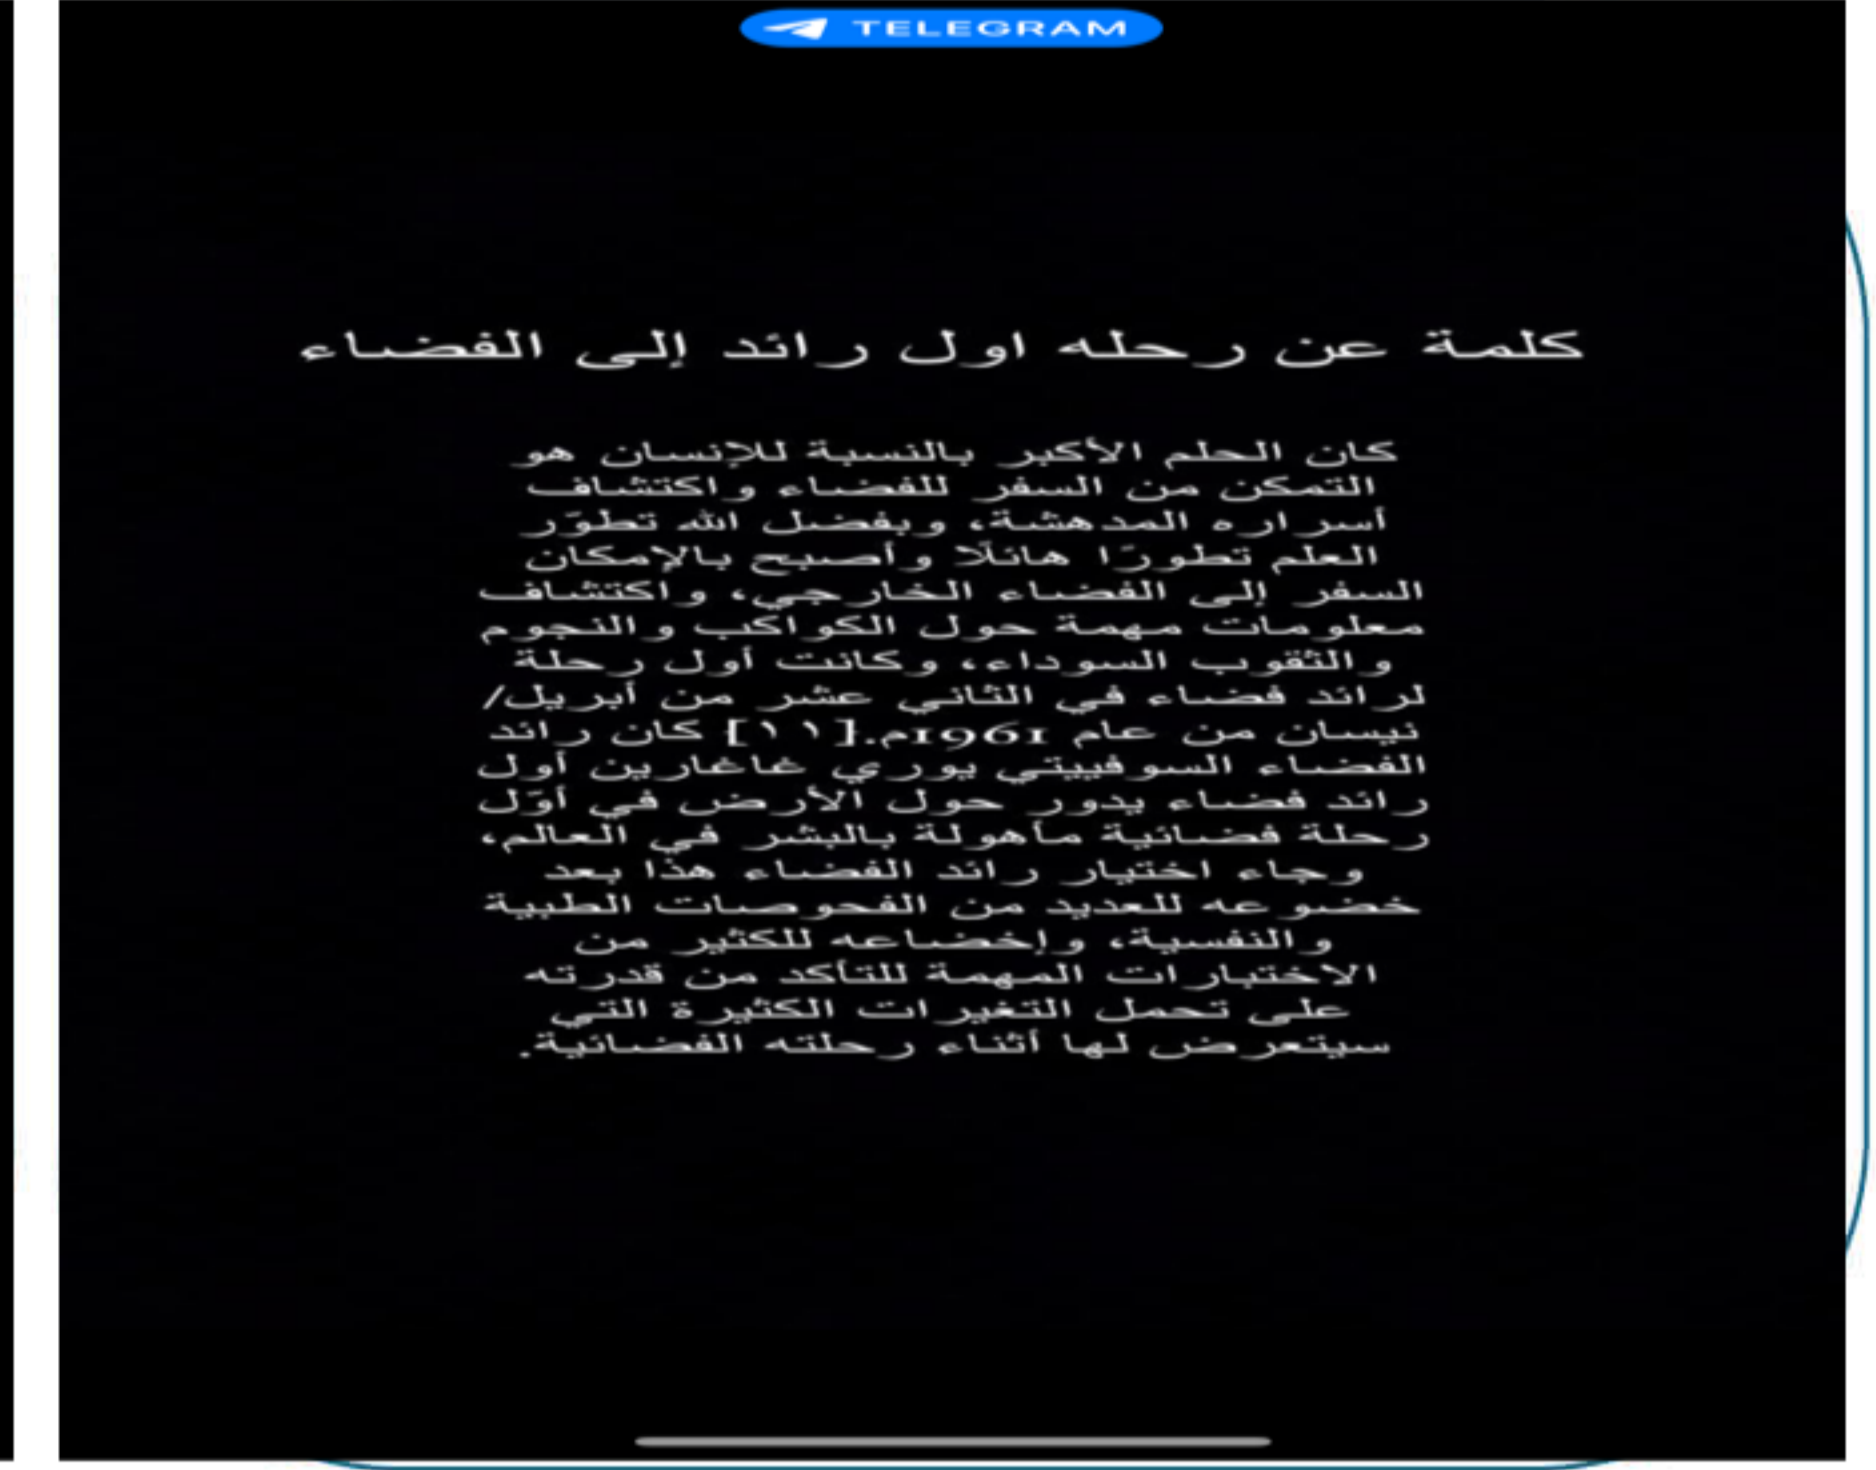 TELEGRAM
كلمة عن رحله اول رائد إلى الفضاء
كان الحلم الأكبر بالنسبة للإنسان هو
التمكن من السفر للفضاء واكتشاف
أسراره المدهشة، وبفضل الله تطوّر
العلم تطورًا هائلًا وأصبح بالإمكان
السفر إلى الفضاء الخارجي، واكتشاف
معلومات مهمة حول الكواكب والنجوم
والثقوب السوداء، وكانت أول رحلة
لرائد فضاء في الثاني عشر من أبريل/
نيسان من عام 1961م.[١١] كان رائد
الفضاء السوفييتي يوري غاغارين أول
رائد فضاء يدور حول الأرض في أوّل
رحلة فضائية مأهولة بالبشر في العالم،
وجاء اختيار رائد الفضاء هذا بعد
خضوعه للعديد من الفحوصات الطبية
والنفسية، وإخضاعه للكثير من
الاختبارات المهمة للتأكد من قدرته
على تحمل التغيرات الكثيرة التي
سيتعرض لها أثناء رحلته الفضائية.